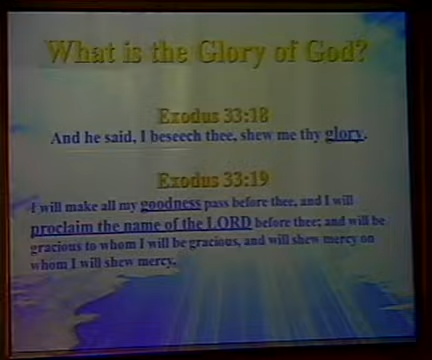 What is the Glory of God?
Exodus 33:18
And he said, I beseech thee, shew me thy glory.
Exodus 33:19
I will make all my goodness pass before thee, and I will
proclaim the name of the LORD before thee; and will be
gracious to whom I will be gracious, and will shew mercy on
whom I will shew mercy.